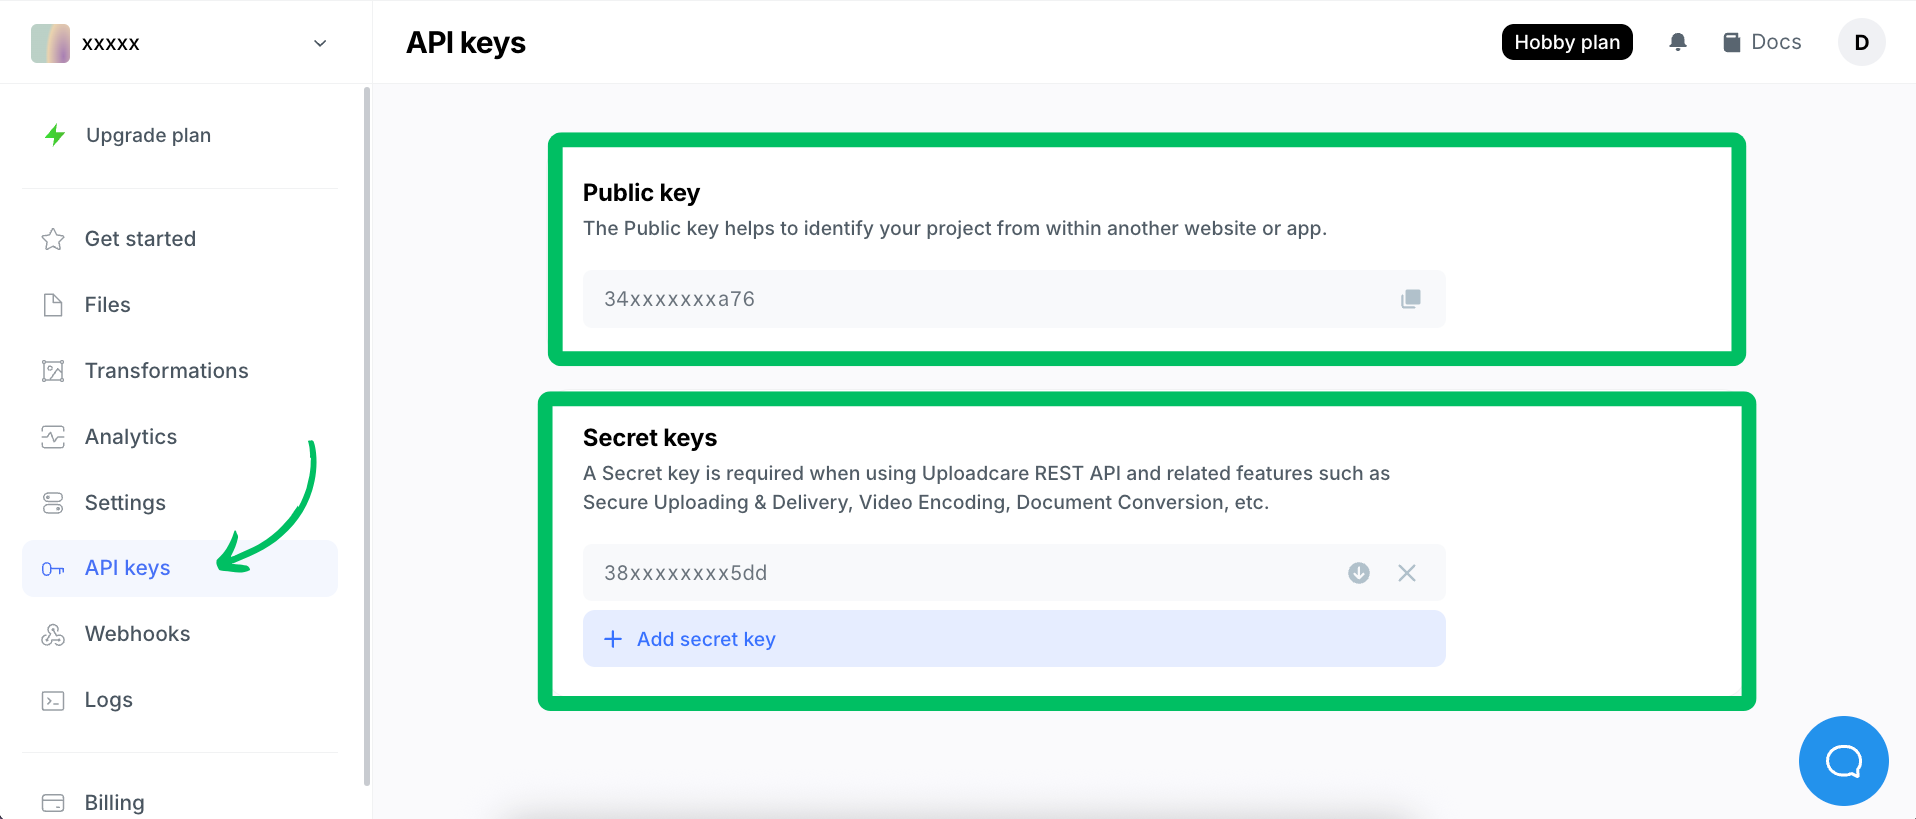 xxxxx
API keys
Hobby plan
Docs
D
Upgrade plan
Get started
Files
Transformations
Analytics
Settings
API keys
Webhooks
Logs
Billing
Public key
The Public key helps to identify your project from within another website or app.
34xxxxxxxa76
Secret keys
A Secret key is required when using Uploadcare REST API and related features such as
Secure Uploading & Delivery, Video Encoding, Document Conversion, etc.
38xxxxxxxx5dd
Add secret key